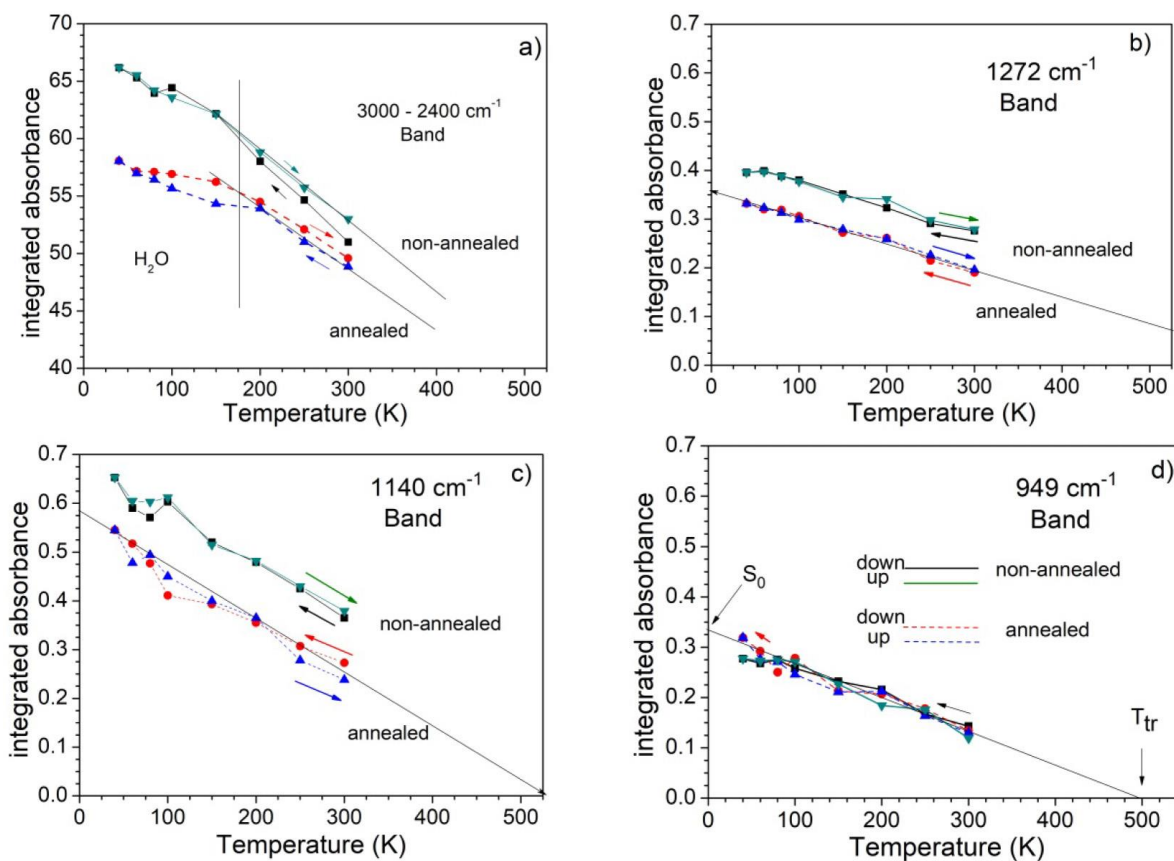 a)
70
65
60
55
50
45
40
integrated absorbance
3000 - 2400 cm⁻¹
Band
non-annealed
H₂O
annealed
0 100 200 300 400 500
Temperature (K)
b)
0.7
0.6
0.5
0.4
0.3
0.2
0.1
0.0
integrated absorbance
1272 cm⁻¹
Band
non-annealed
annealed
0 100 200 300 400 500
Temperature (K)
c)
0.7
0.6
0.5
0.4
0.3
0.2
0.1
0.0
integrated absorbance
1140 cm⁻¹
Band
non-annealed
annealed
0 100 200 300 400 500
Temperature (K)
d)
0.7
0.6
0.5
0.4
0.3
0.2
0.1
0.0
integrated absorbance
949 cm⁻¹
Band
S₀
down
up
non-annealed
down
up
annealed
Tₜᵣ
0 100 200 300 400 500
Temperature (K)